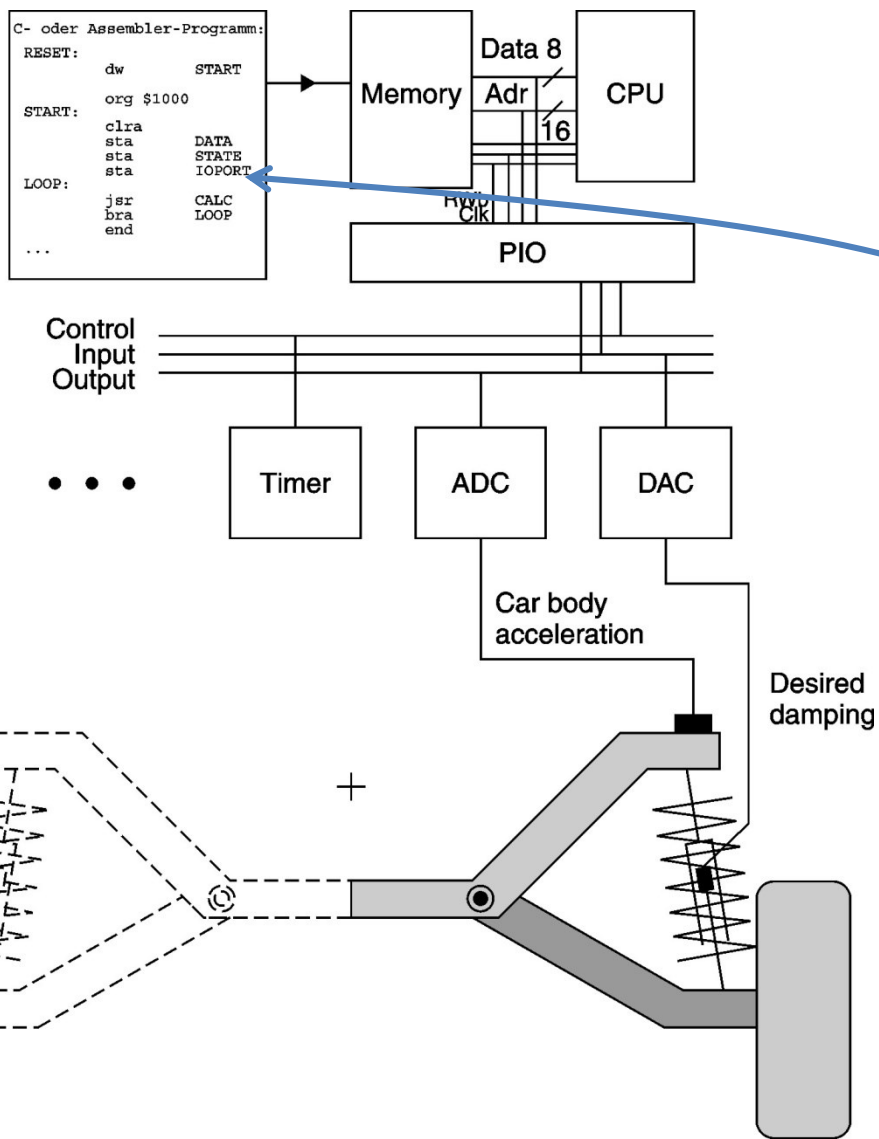 C- oder Assembler-Programm:
RESET:
dw START
org $1000
START:
clra
sta DATA
sta STATE
sta IOPORT
LOOP:
jsr CALC
bra LOOP
end
...
Memory
Data 8
Adr
16
CPU
RWb
Clk
PIO
Control
Input
Output
Timer
ADC
DAC
Car body
acceleration
Desired
damping